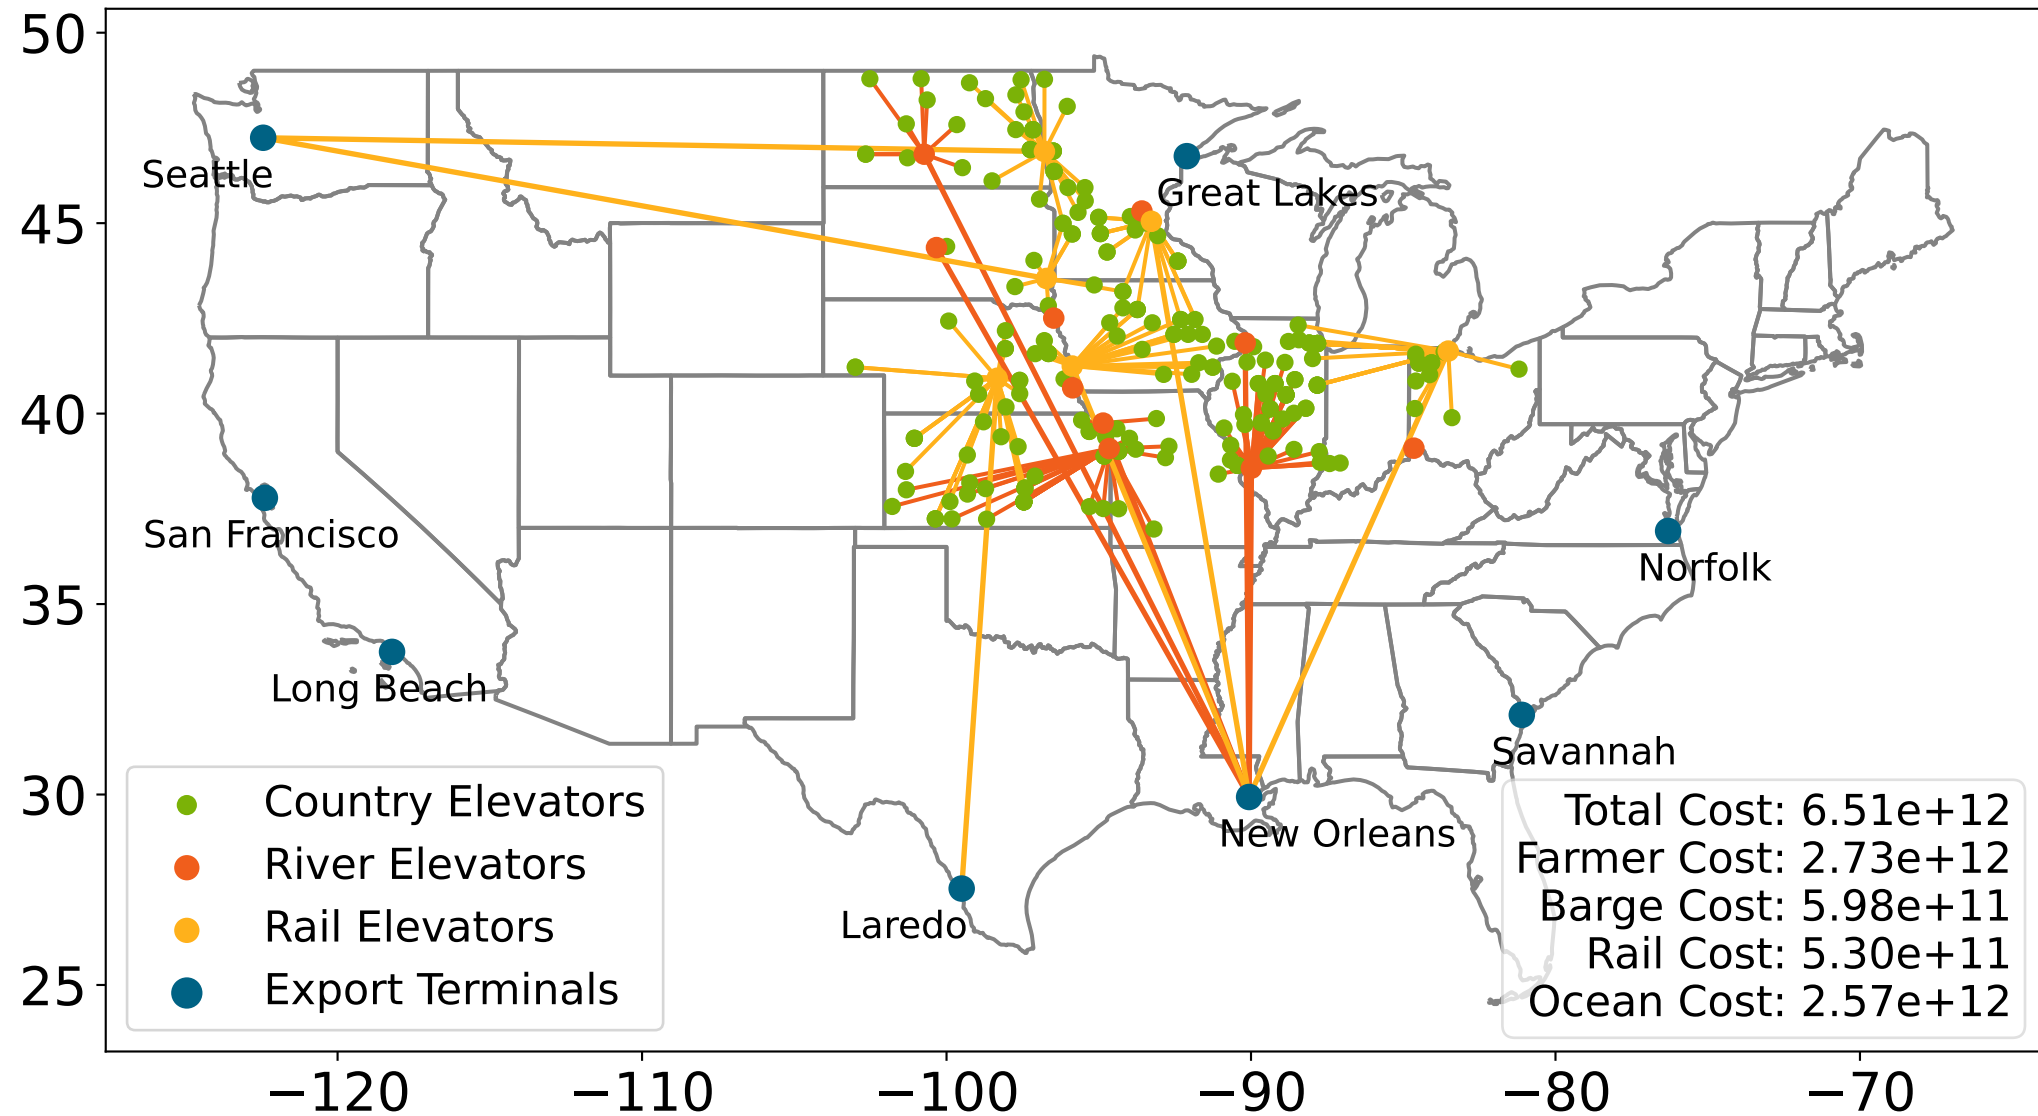 50
45
40
35
30
25
Seattle
Great Lakes
San Francisco
Norfolk
Long Beach
Savannah
New Orleans
Laredo
Country Elevators
River Elevators
Rail Elevators
Export Terminals
Total Cost: 6.51e+12
Farmer Cost: 2.73e+12
Barge Cost: 5.98e+11
Rail Cost: 5.30e+11
Ocean Cost: 2.57e+12
−120 −110 −100 −90 −80 −70